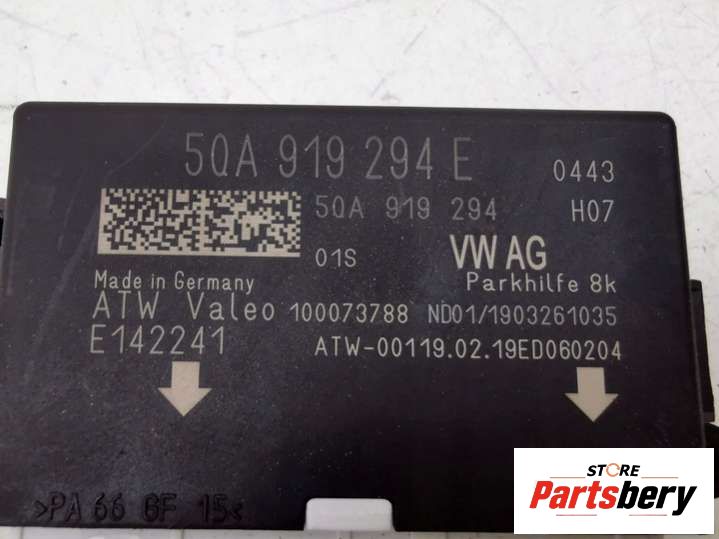 5QA 919 294 E
0443
5QA 919 294
H07
01S
VW AG
Made in Germany
Parkhilfe 8k
ATW Valeo 100073788 ND01/1903261035
E142241
ATW-00119.02.19ED060204
>PA 66 GF 15<
STORE
Partsbery